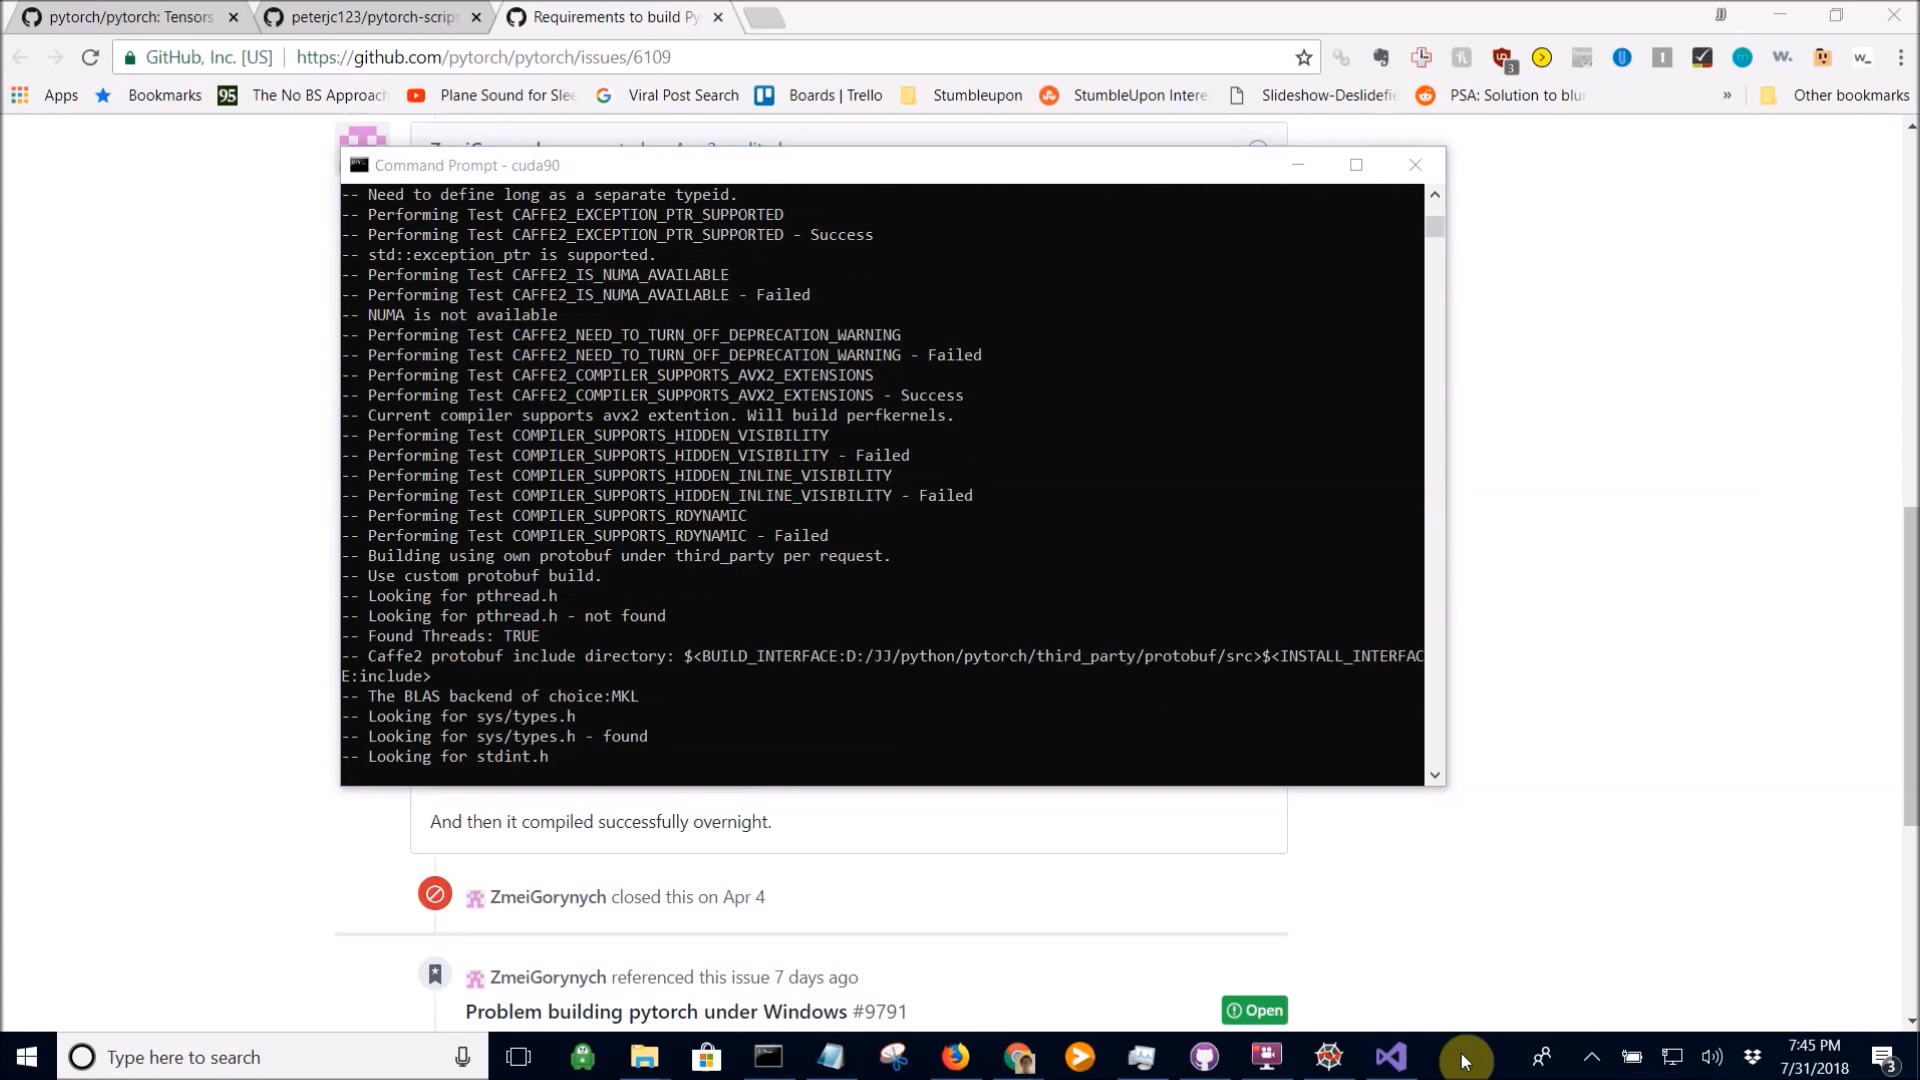 pytorch/pytorch: Tensors
peterjc123/pytorch-script
Requirements to build Py
GitHub, Inc. [US]
https://github.com/pytorch/pytorch/issues/6109
3
Apps
Bookmarks
95
The No BS Approach
Plane Sound for Slee
Viral Post Search
Boards | Trello
Stumbleupon
StumbleUpon Intere
Slideshow-Deslidefie
PSA: Solution to blur
»
Other bookmarks
Command Prompt - cuda90
-- Need to define long as a separate typeid.
-- Performing Test CAFFE2_EXCEPTION_PTR_SUPPORTED
-- Performing Test CAFFE2_EXCEPTION_PTR_SUPPORTED - Success
-- std::exception_ptr is supported.
-- Performing Test CAFFE2_IS_NUMA_AVAILABLE
-- Performing Test CAFFE2_IS_NUMA_AVAILABLE - Failed
-- NUMA is not available
-- Performing Test CAFFE2_NEED_TO_TURN_OFF_DEPRECATION_WARNING
-- Performing Test CAFFE2_NEED_TO_TURN_OFF_DEPRECATION_WARNING - Failed
-- Performing Test CAFFE2_COMPILER_SUPPORTS_AVX2_EXTENSIONS
-- Performing Test CAFFE2_COMPILER_SUPPORTS_AVX2_EXTENSIONS - Success
-- Current compiler supports avx2 extention. Will build perfkernels.
-- Performing Test COMPILER_SUPPORTS_HIDDEN_VISIBILITY
-- Performing Test COMPILER_SUPPORTS_HIDDEN_VISIBILITY - Failed
-- Performing Test COMPILER_SUPPORTS_HIDDEN_INLINE_VISIBILITY
-- Performing Test COMPILER_SUPPORTS_HIDDEN_INLINE_VISIBILITY - Failed
-- Performing Test COMPILER_SUPPORTS_RDYNAMIC
-- Performing Test COMPILER_SUPPORTS_RDYNAMIC - Failed
-- Building using own protobuf under third_party per request.
-- Use custom protobuf build.
-- Looking for pthread.h
-- Looking for pthread.h - not found
-- Found Threads: TRUE
-- Caffe2 protobuf include directory: $<BUILD_INTERFACE:D:/JJ/python/pytorch/third_party/protobuf/src>$<INSTALL_INTERFAC
E:include>
-- The BLAS backend of choice:MKL
-- Looking for sys/types.h
-- Looking for sys/types.h - found
-- Looking for stdint.h
And then it compiled successfully overnight.
ZmeiGorynych closed this on Apr 4
ZmeiGorynych referenced this issue 7 days ago
Problem building pytorch under Windows #9791
Open
Type here to search
7:45 PM
7/31/2018
3